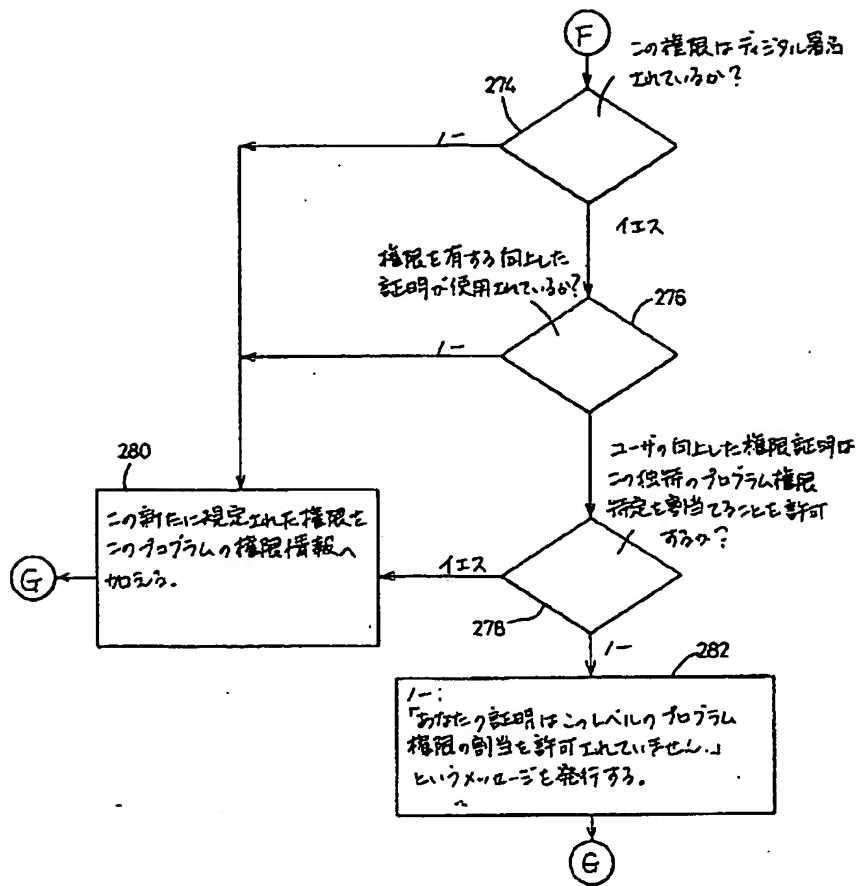 F
この権限はディジタル署名
されているか?
274
ノー
イエス
権限を有する向上した
証明が使用されているか?
276
ノー
ユーザの向上した権限証明は
この独特のプログラム権限
特定を割当てることを許可
するか?
278
イエス
ノー
280
この新たに規定された権限を
このプログラムの権限情報へ
加える。
G
282
ノー:
「あなたの証明はこのレベルのプログラム
権限の割当を許可されていません。」
というメッセージを発行する。
G